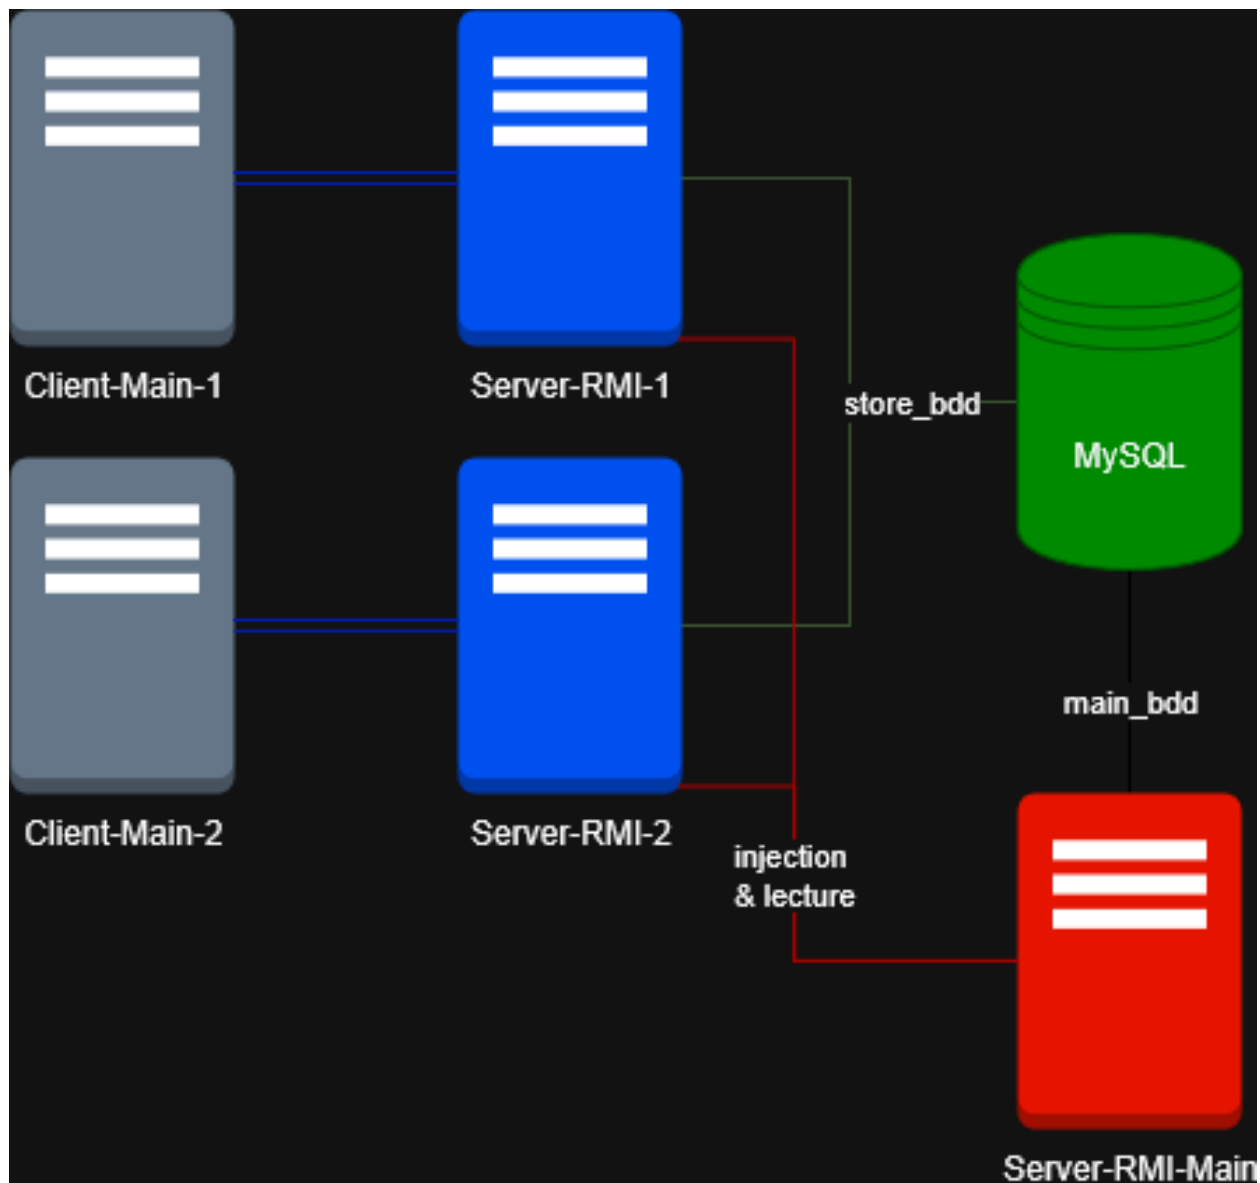 Client-Main-1
Server-RMI-1
store_bdd
MySQL
main_bdd
Client-Main-2
Server-RMI-2
injection
& lecture
Server-RMI-Main